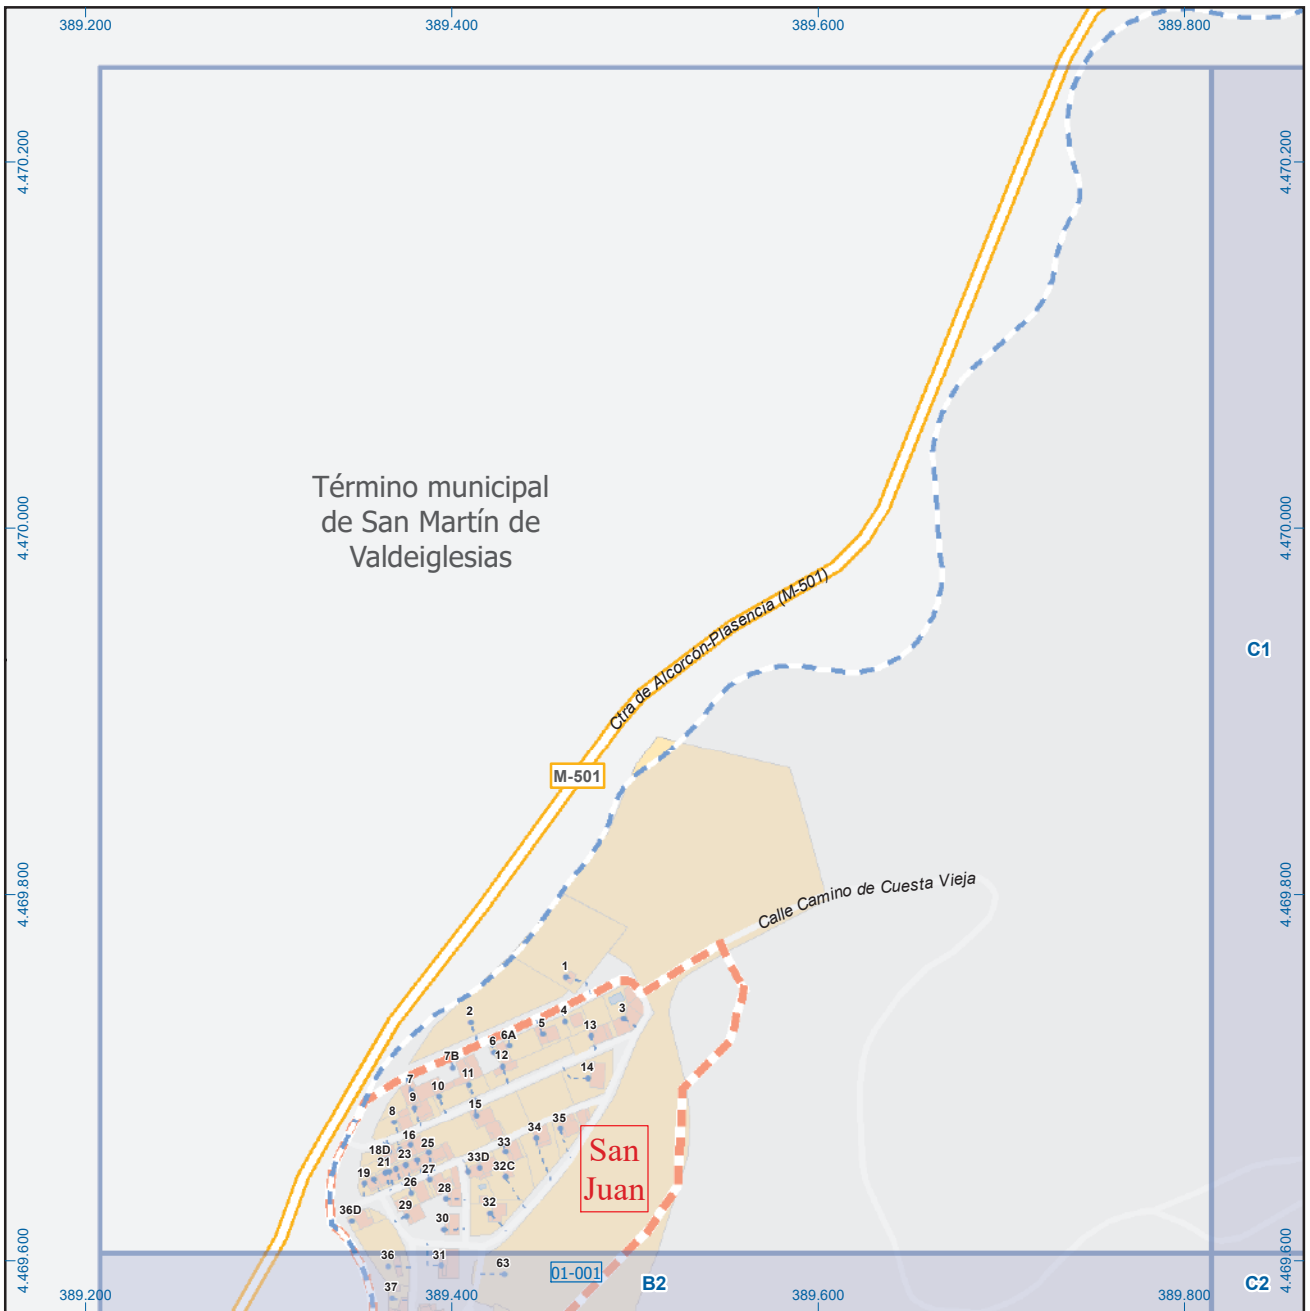 389.200
389.400
389.600
389.800
4.470.200
4.470.200
Término municipal
de San Martín de
Valdeiglesias
4.470.000
4.470.000
Ctra de Alcorcón-Plasencia (M-501)
C1
M-501
4.469.800
4.469.800
Calle Camino de Cuesta Vieja
1
2
4
3
5
13
6A
6
7B
12
14
11
7
10
9
8
15
35
34
16
25
33
18D
23
33D
21
32C
27
19
26
28
36D
29
32
30
San
Juan
4.469.600
4.469.600
36
31
63
01-001
B2
C2
37
389.200
389.400
389.600
389.800